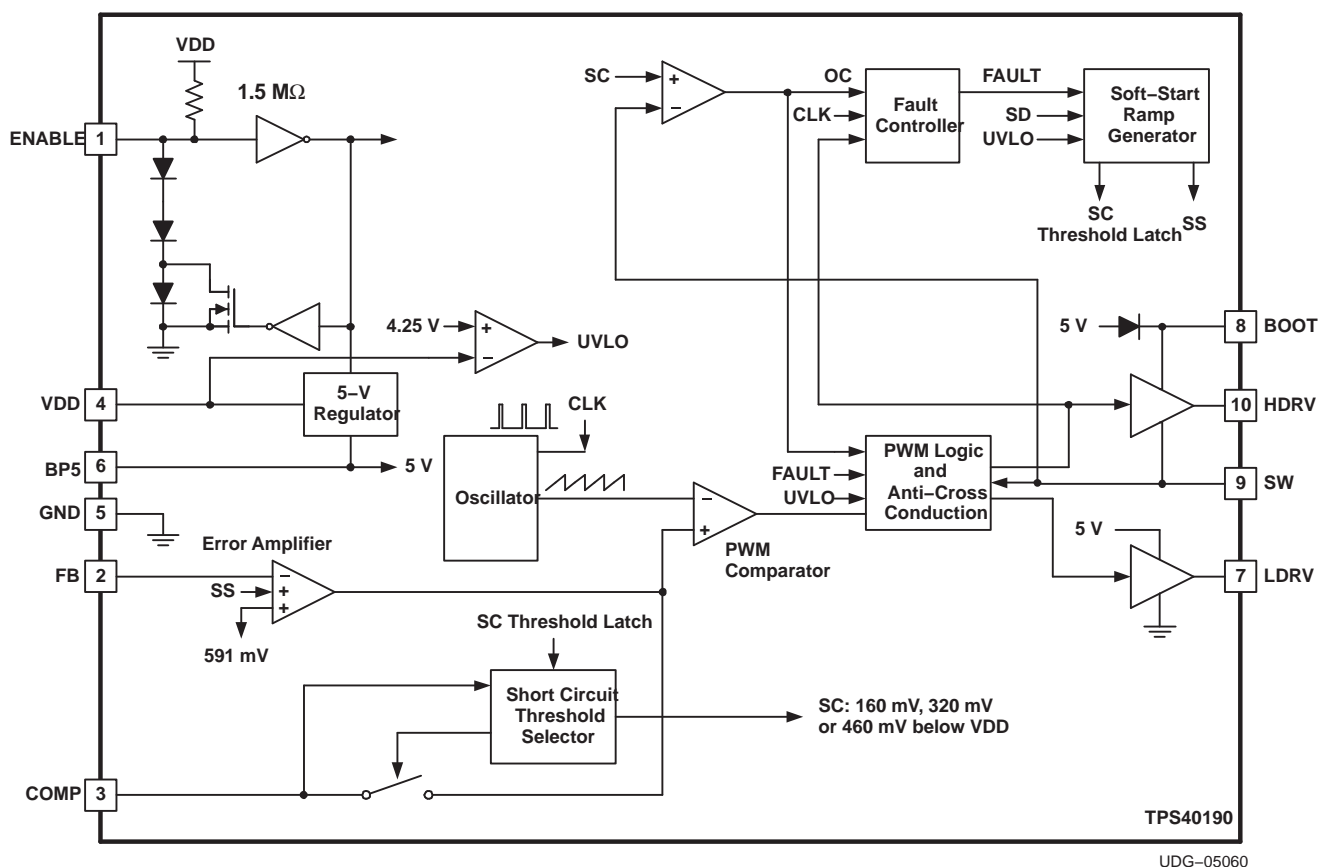 VDD
1.5 MΩ
ENABLE
1
SC
+
−
OC
CLK
Fault
Controller
FAULT
SD
UVLO
Soft−Start
Ramp
Generator
SC
Threshold Latch
SS
4.25 V
+
−
UVLO
5 V
8
BOOT
VDD
4
5−V
Regulator
10
HDRV
BP5
6
5 V
CLK
Oscillator
FAULT
UVLO
PWM Logic
and
Anti−Cross
Conduction
9
SW
GND
5
−
+
PWM
Comparator
5 V
7
LDRV
Error Amplifier
FB
2
SS
−
+
+
591 mV
SC Threshold Latch
Short Circuit
Threshold
Selector
SC: 160 mV, 320 mV
or 460 mV below VDD
COMP
3
TPS40190
UDG−05060